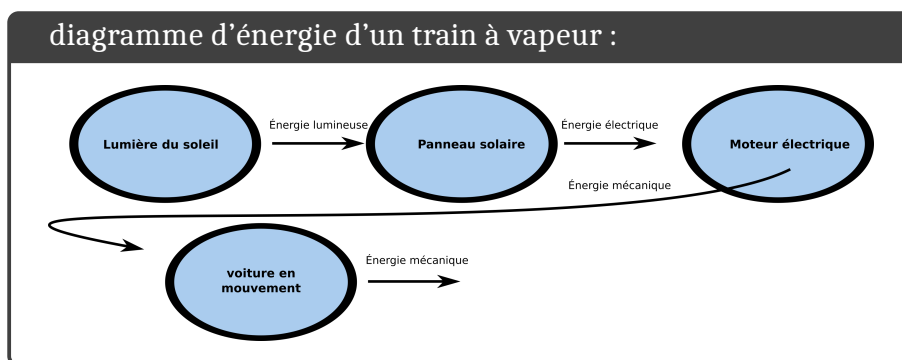 diagramme d’énergie d’un train à vapeur :
Lumière du soleil
Énergie lumineuse
Panneau solaire
Énergie électrique
Moteur électrique
Énergie mécanique
voiture en
mouvement
Énergie mécanique